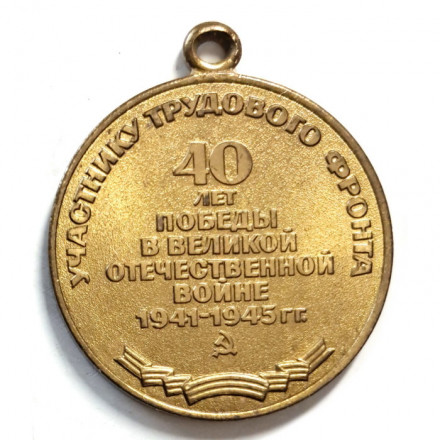 УЧАСТНИКУ ТРУДОВОГО ФРОНТА
40
ЛЕТ
ПОБЕДЫ
В ВЕЛИКОЙ
ОТЕЧЕСТВЕННОЙ
ВОЙНЕ
1941-1945 ГГ.